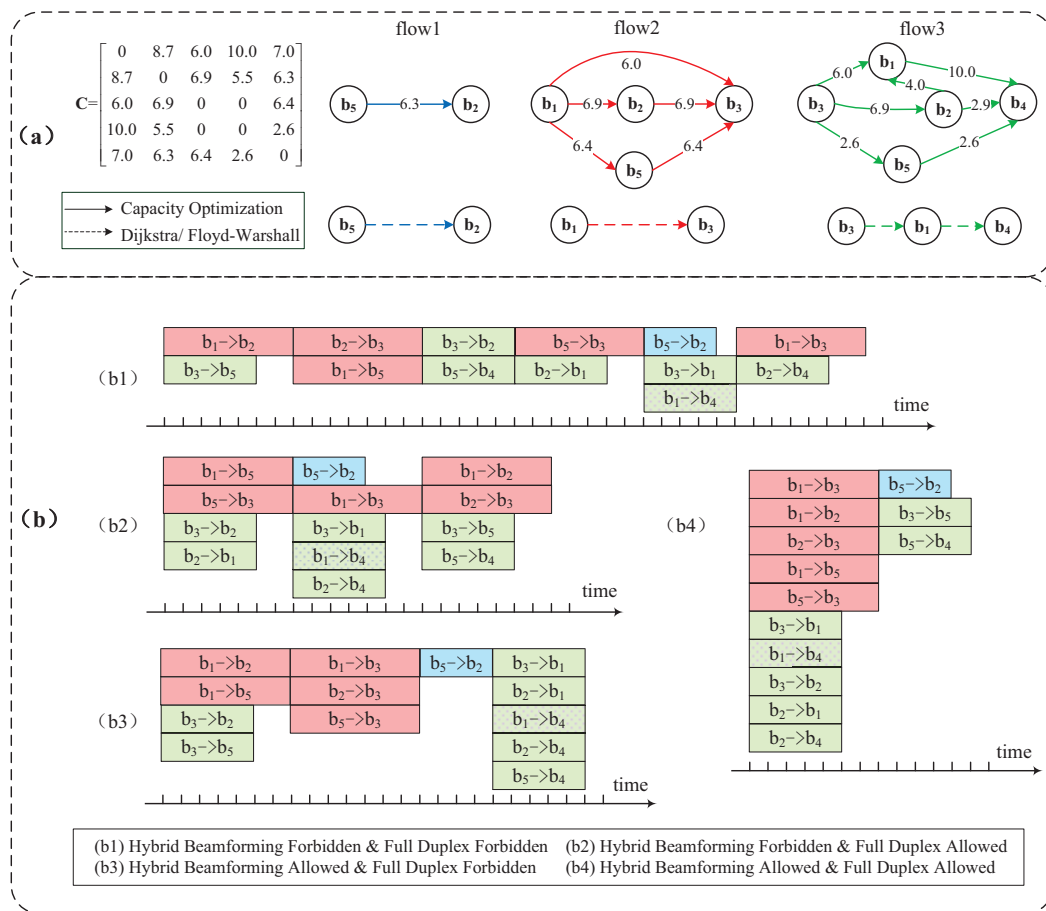 flow1 flow2 flow3
(a)
C=
0 8.7 6.0 10.0 7.0
8.7 0 6.9 5.5 6.3
6.0 6.9 0 0 6.4
10.0 5.5 0 0 2.6
7.0 6.3 6.4 2.6 0
Capacity Optimization
Dijkstra/ Floyd-Warshall
b5 6.3 b2
b5 b2
6.0
b1 6.9 b2 6.9 b3
6.4 6.4
b5
b1 b3
b1
6.0 10.0
4.0
b3 6.9 b2 2.9 b4
2.6 2.6
b5
b3 b1 b4
(b)
(b1)
b1->b2 b2->b3 b3->b2 b5->b3 b5->b2 b1->b3
b3->b5 b1->b5 b5->b4 b2->b1 b3->b1 b2->b4
b1->b4
time
(b2)
b1->b5 b5->b2 b1->b2
b5->b3 b1->b3 b2->b3
b3->b2 b3->b1 b3->b5
b2->b1 b1->b4 b5->b4
b2->b4
time
(b3)
b1->b2 b1->b3 b5->b2 b3->b1
b1->b5 b2->b3 b2->b1
b3->b2 b5->b3 b1->b4
b3->b5 b2->b4
b5->b4
time
(b4)
b1->b3 b5->b2
b1->b2 b3->b5
b2->b3 b5->b4
b1->b5
b5->b3
b3->b1
b1->b4
b3->b2
b2->b1
b2->b4
time
(b1) Hybrid Beamforming Forbidden & Full Duplex Forbidden (b2) Hybrid Beamforming Forbidden & Full Duplex Allowed
(b3) Hybrid Beamforming Allowed & Full Duplex Forbidden (b4) Hybrid Beamforming Allowed & Full Duplex Allowed